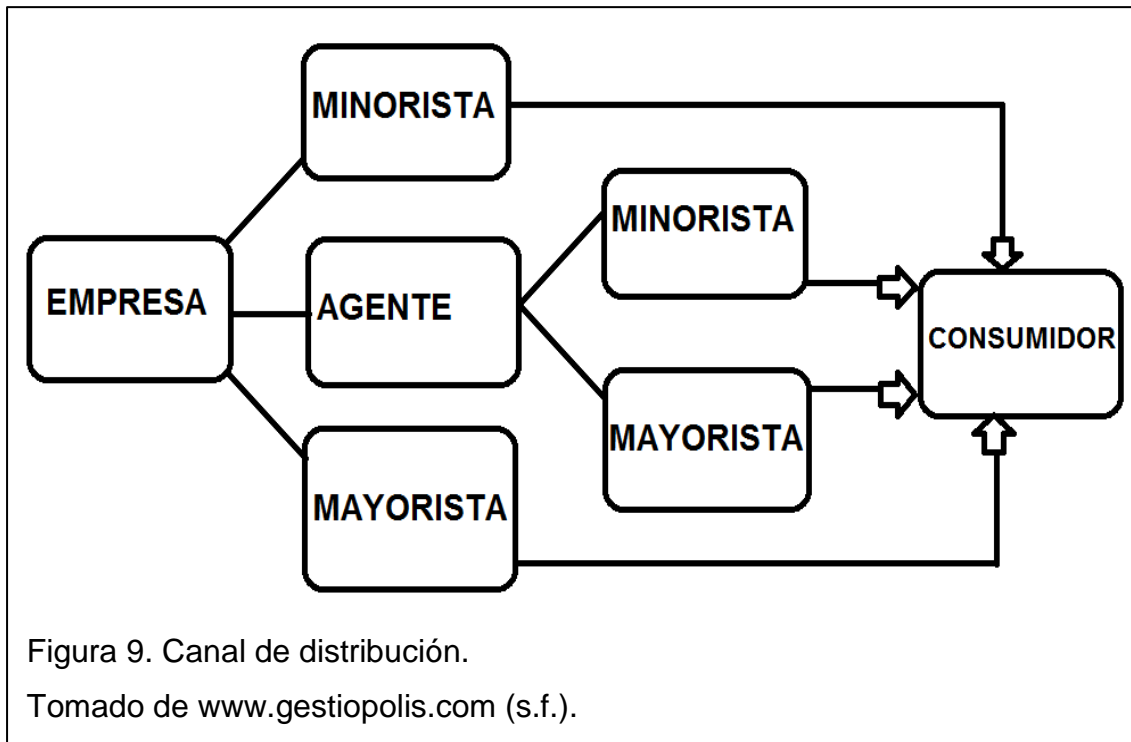 MINORISTA
MINORISTA
EMPRESA
AGENTE
CONSUMIDOR
MAYORISTA
MAYORISTA
Figura 9. Canal de distribución.
Tomado de www.gestiopolis.com (s.f.).